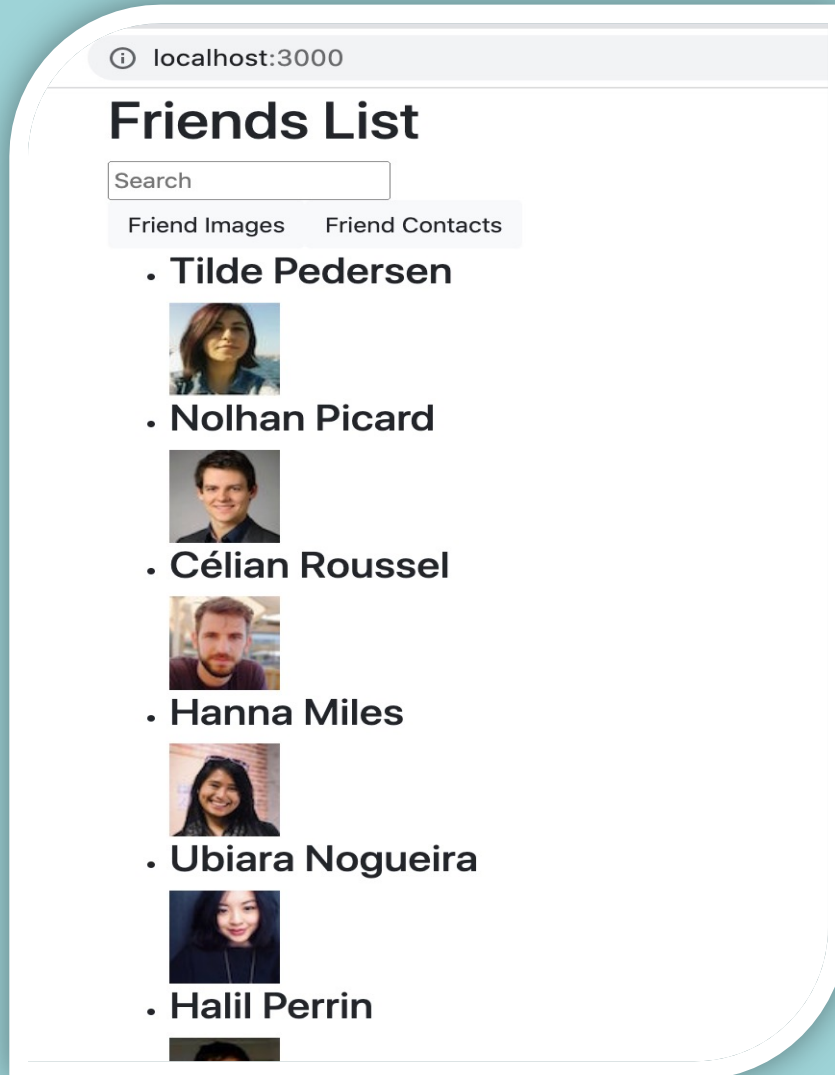 localhost:3000
Friends List
Search
Friend Images Friend Contacts
Tilde Pedersen
Nolhan Picard
Célian Roussel
Hanna Miles
Ubiara Nogueira
Halil Perrin